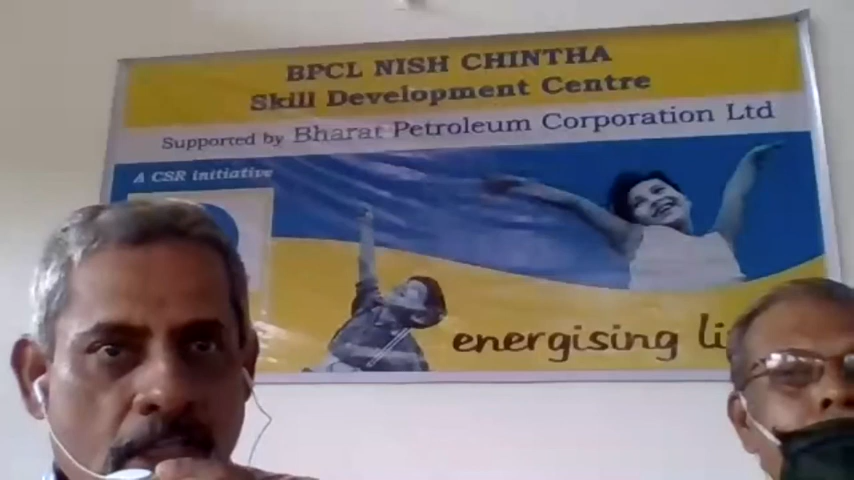 BPCL NISH CHINTHA
Skill Development Centre
Supported by Bharat Petroleum Corporation Ltd
A CSR Initiative
energising